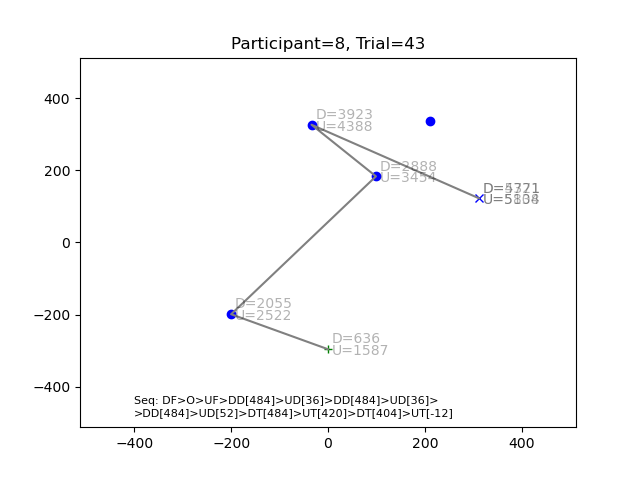 Participant=8, Trial=43
400
D=3923
U=4388
D=2888
U=3454
200
0
−200
D=2055
U=2522
D=636
U=1587
−400
Seq: DF>O>UF>DD[484]>UD[36]>DD[484]>UD[36]>
>DD[484]>UD[52]>DT[484]>UT[420]>DT[404]>UT[-12]
−400 −200 0 200 400